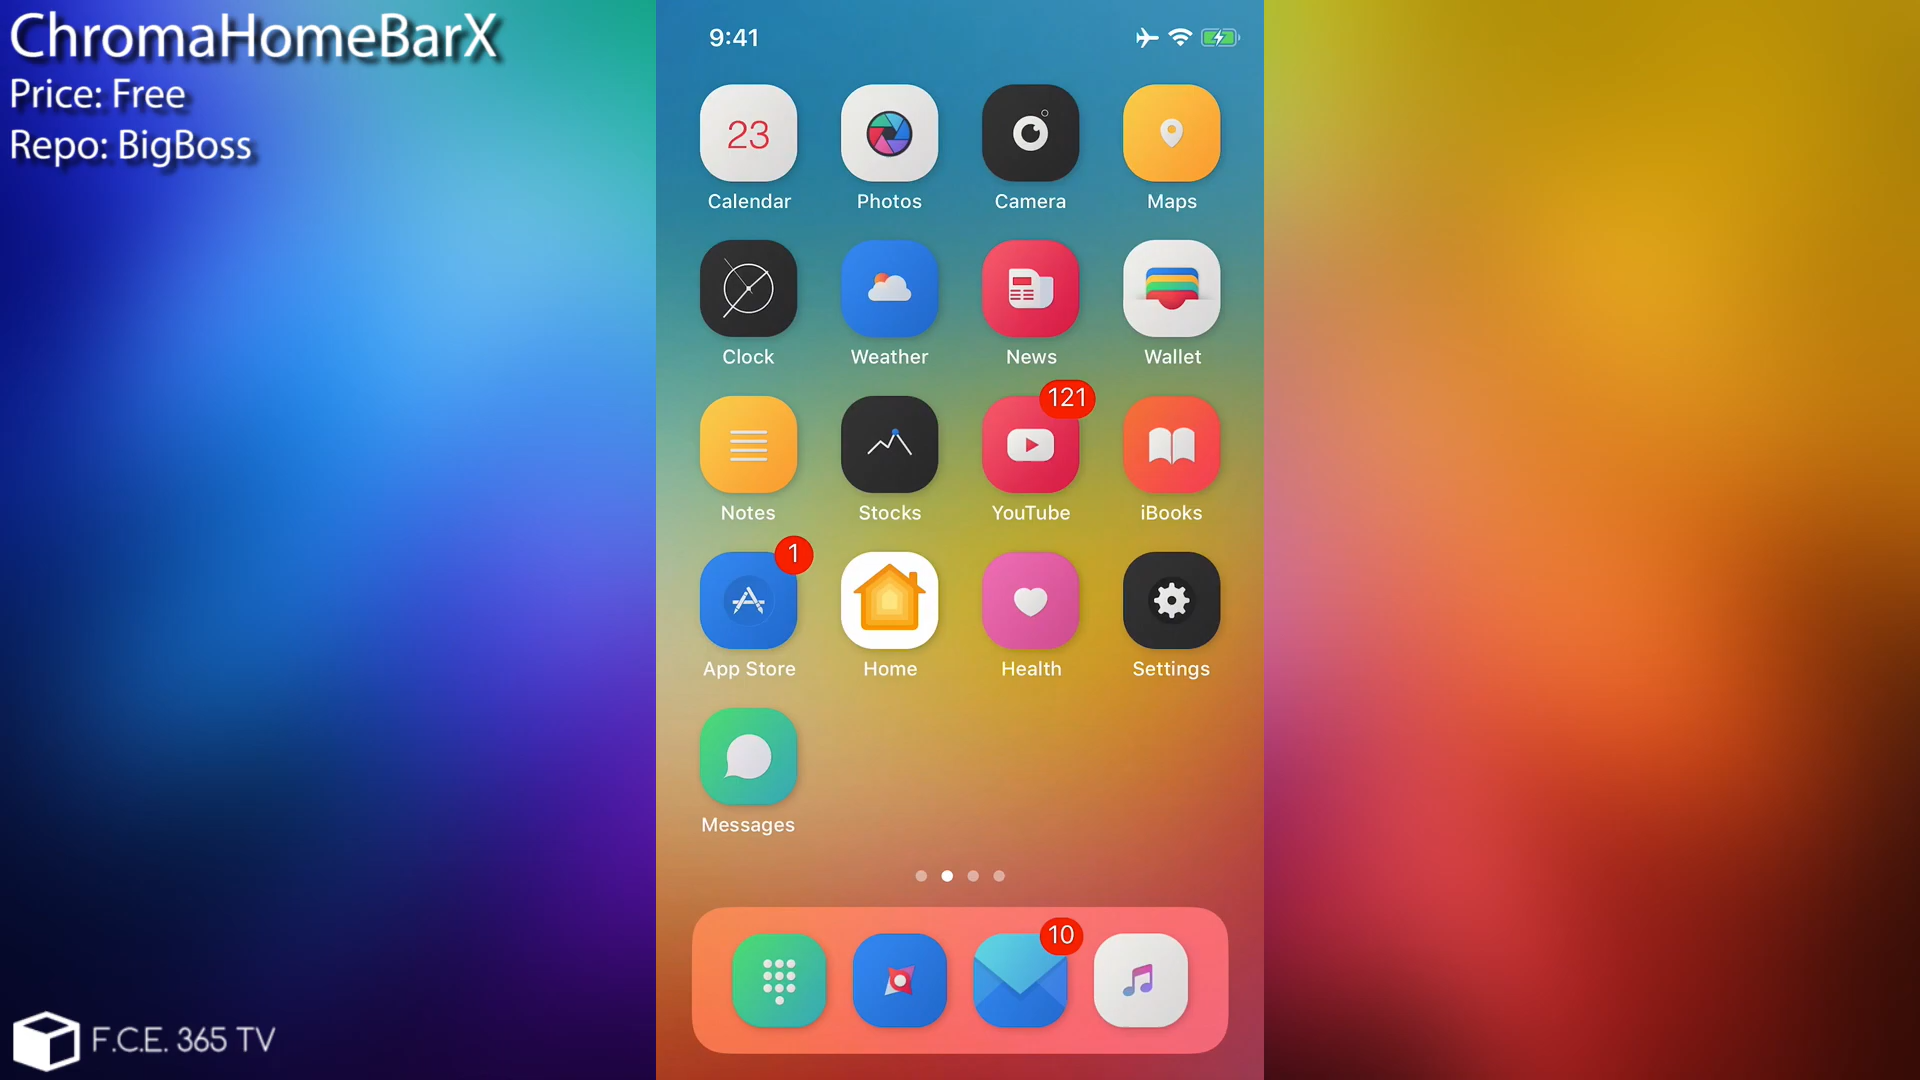 ChromaHomeBarX
Price: Free
Repo: BigBoss
9:41
23
Calendar
Photos
Camera
Maps
Clock
Weather
News
Wallet
121
Notes
Stocks
YouTube
iBooks
1
App Store
Home
Health
Settings
Messages
10
F.C.E. 365 TV